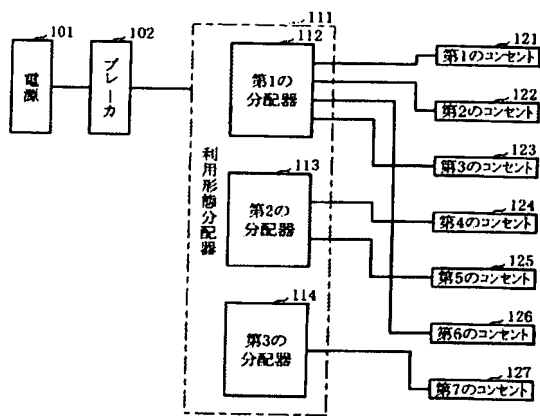 101
電源
102
ブレーカ
111
利用形態分配器
112
第1の
分配器
113
第2の
分配器
114
第3の
分配器
121
第1のコンセント
122
第2のコンセント
123
第3のコンセント
124
第4のコンセント
125
第5のコンセント
126
第6のコンセント
127
第7のコンセント